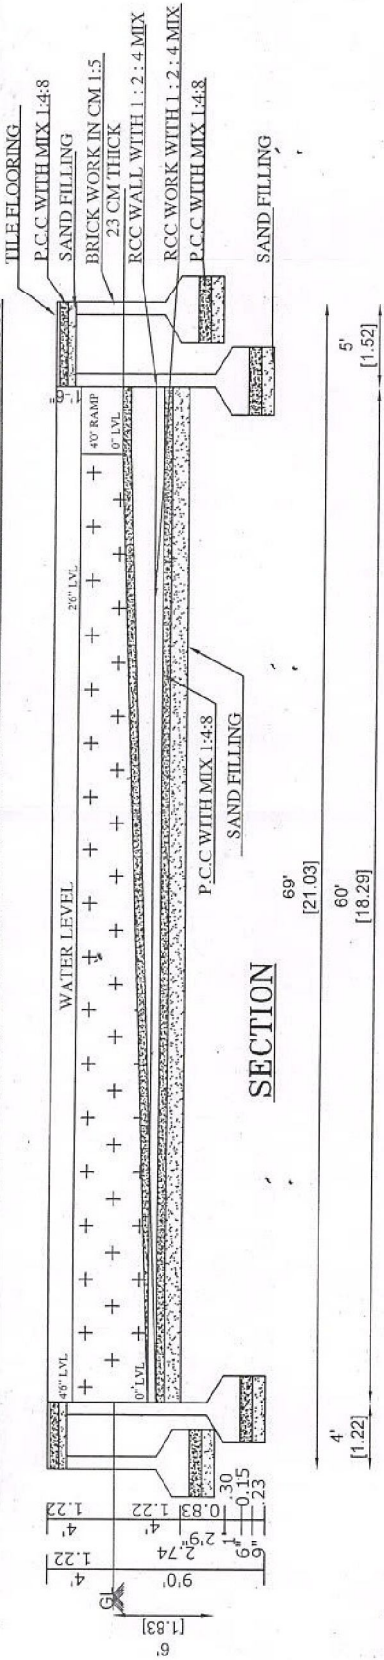 TILE FLOORING
P.C.C WITH MIX 1:4:8
SAND FILLING
BRICK WORK IN CM 1:5
23 CM THICK
RCC WALL WITH 1 : 2 : 4 MIX
RCC WORK WITH 1 : 2 : 4 MIX
P.C.C WITH MIX 1:4:8
SAND FILLING
1'-6"
4'0" RAMP
0" LVL
2'6" LVL
WATER LEVEL
4'6" LVL
0" LVL
P.C.C WITH MIX 1:4:8
SAND FILLING
SECTION
69'
[21.03]
60'
[18.29]
5'
[1.52]
4'
[1.22]
4'
1.22
4'
1.22
2'9"
0.83
1'
.30
6"
0.15
9"
.23
4'
1.22
9'0"
2.74
GL
6'
[1.83]